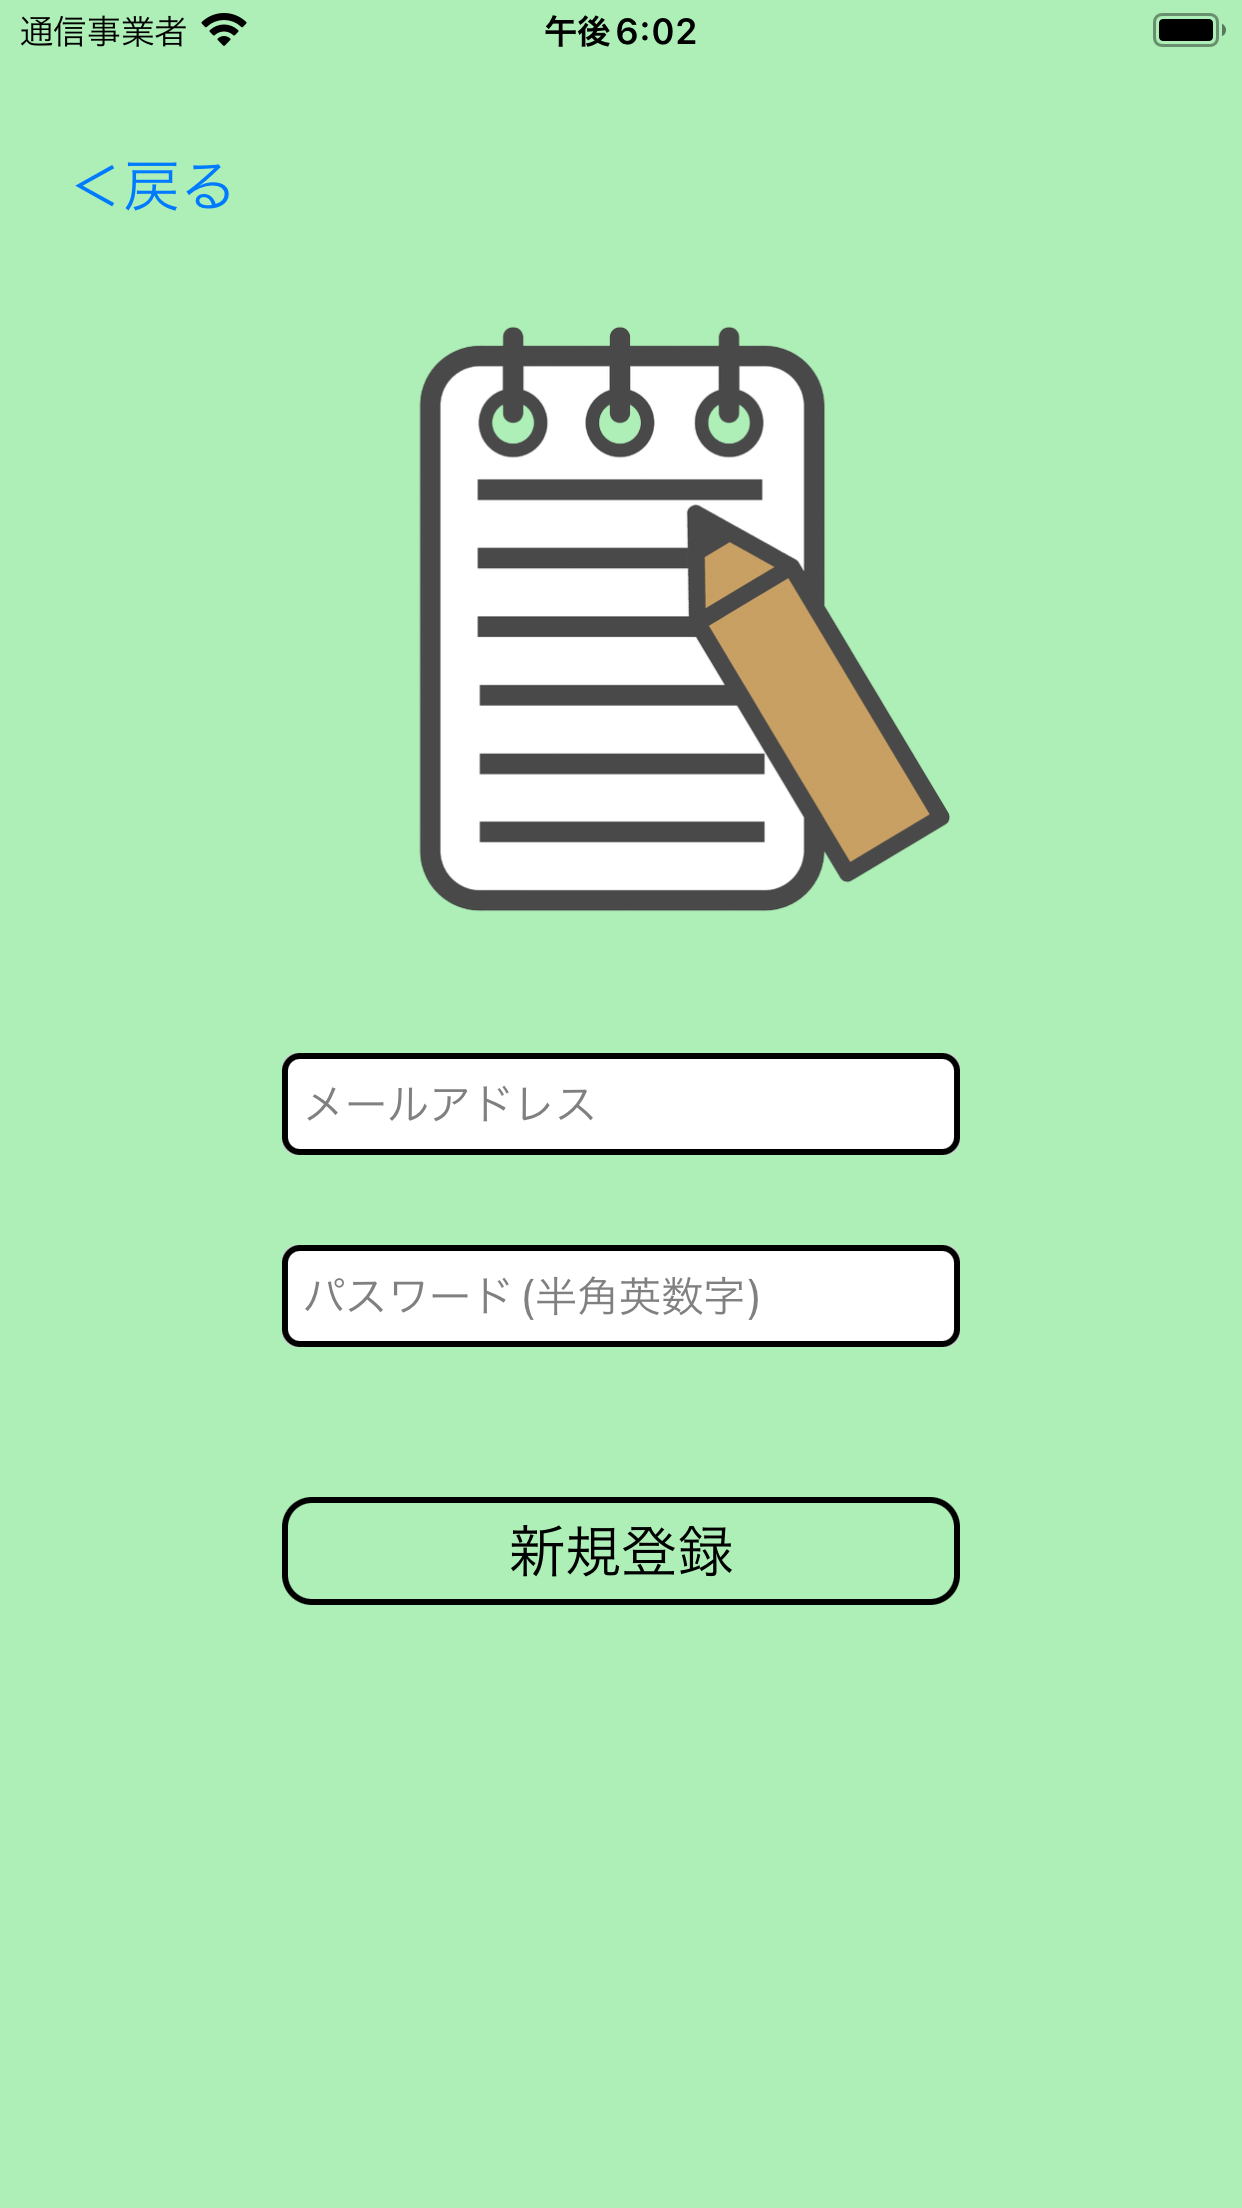 通信事業者
午後6:02
＜戻る
メールアドレス
パスワード (半角英数字)
新規登録